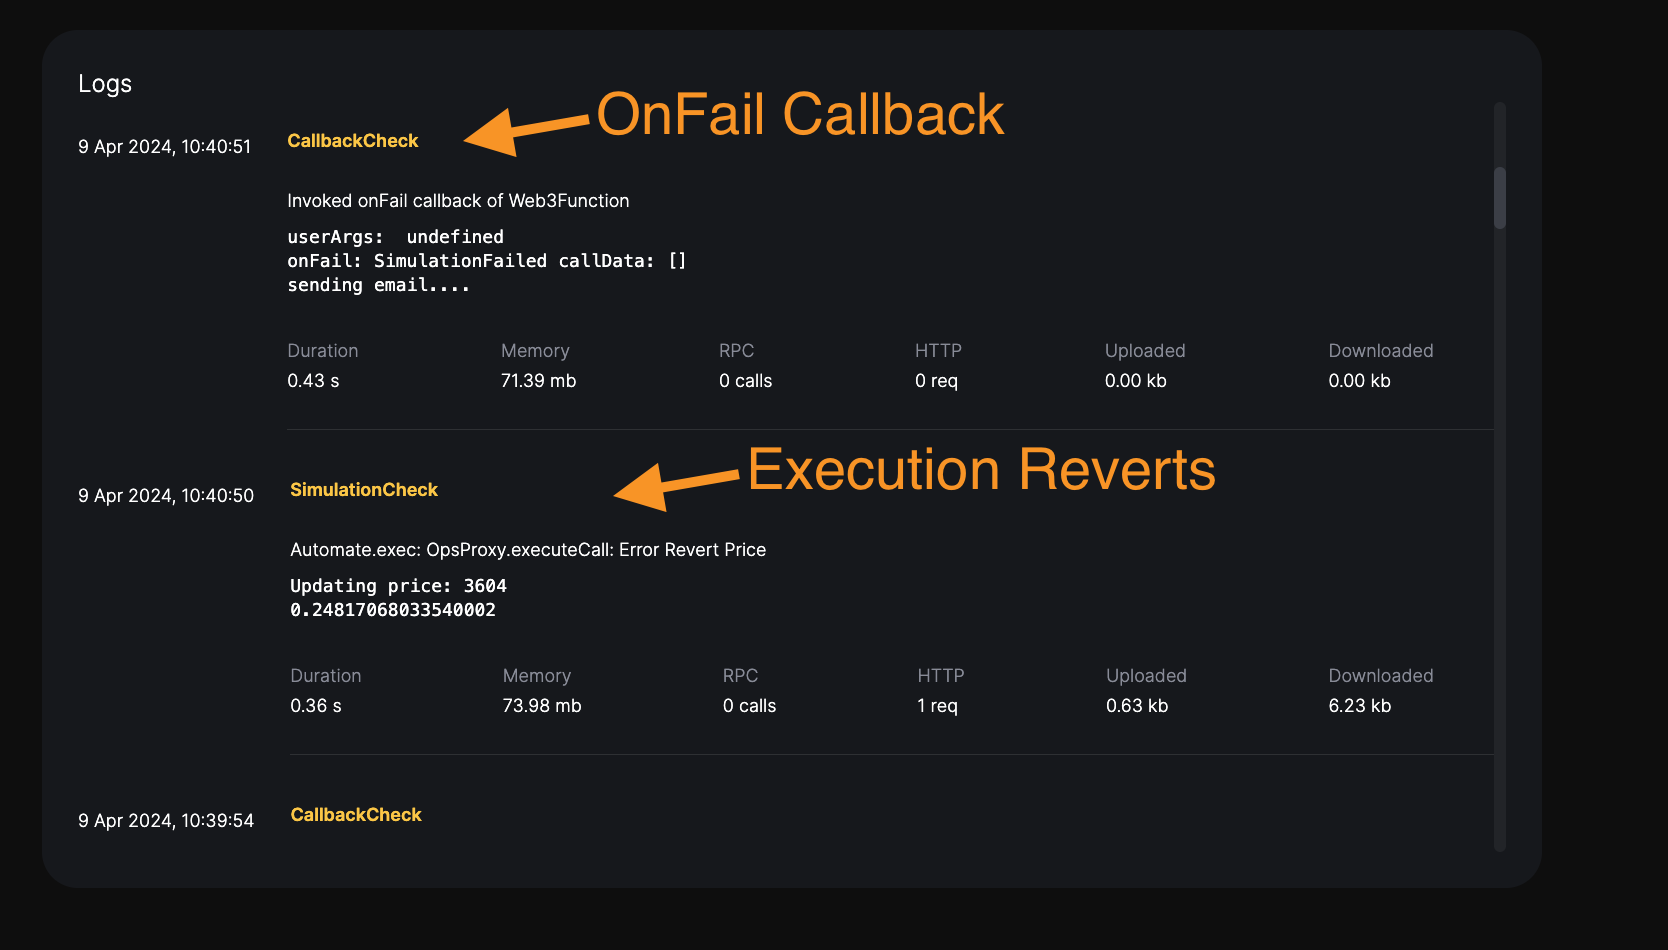 Logs
OnFail Callback
9 Apr 2024, 10:40:51
CallbackCheck
Invoked onFail callback of Web3Function
userArgs:  undefined
onFail: SimulationFailed callData: []
sending email....
Duration Memory RPC HTTP Uploaded Downloaded
0.43 s 71.39 mb 0 calls 0 req 0.00 kb 0.00 kb
Execution Reverts
9 Apr 2024, 10:40:50
SimulationCheck
Automate.exec: OpsProxy.executeCall: Error Revert Price
Updating price: 3604
0.24817068033540002
Duration Memory RPC HTTP Uploaded Downloaded
0.36 s 73.98 mb 0 calls 1 req 0.63 kb 6.23 kb
9 Apr 2024, 10:39:54
CallbackCheck